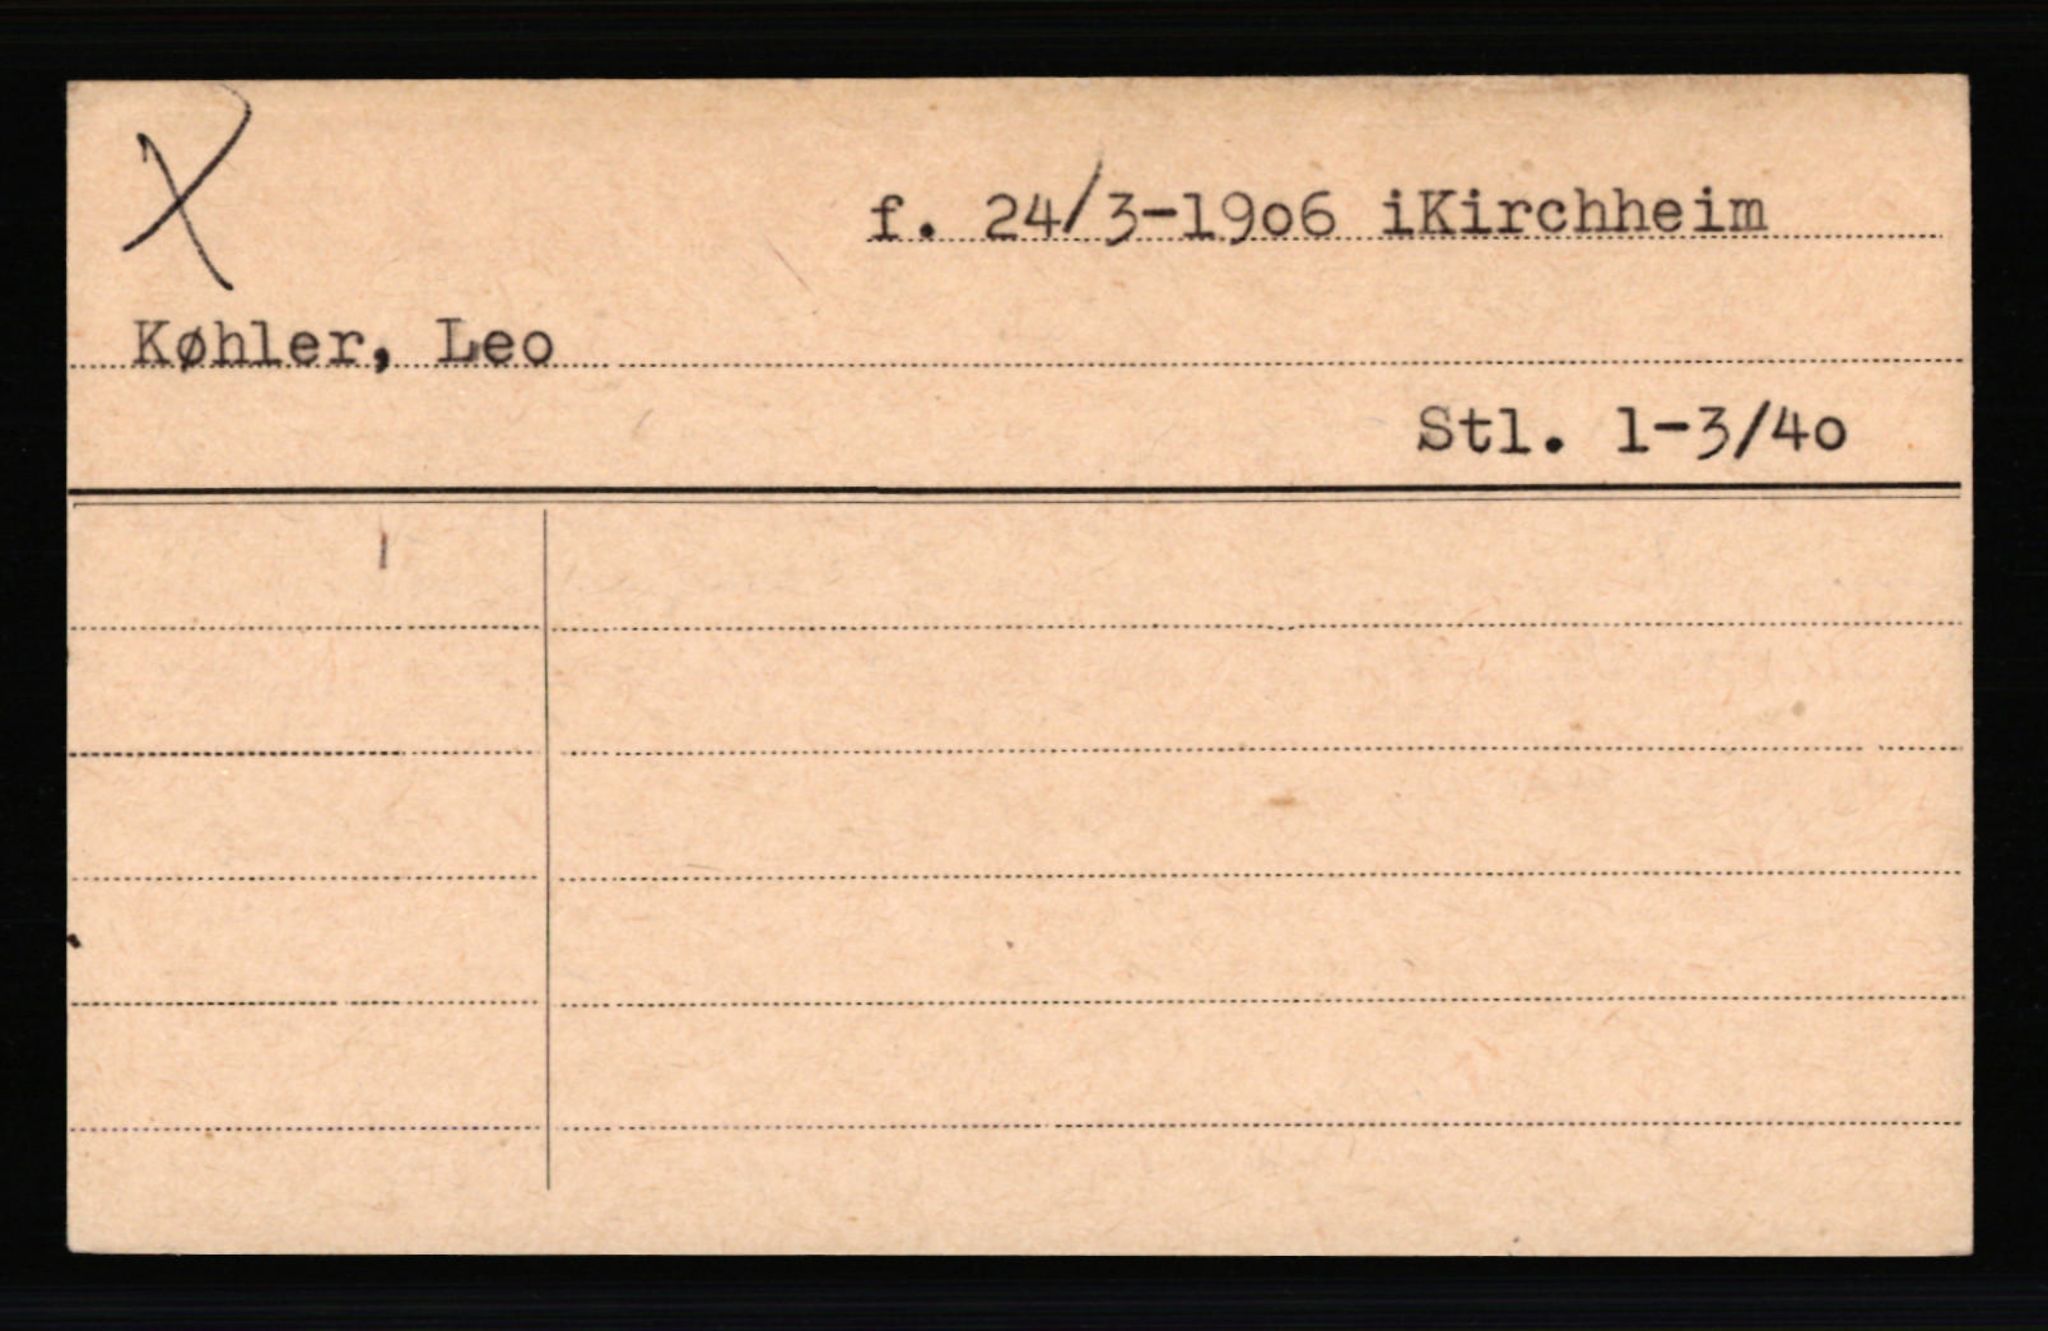 X
f. 24/3-1906 iKirchheim
Køhler, Leo
Stl. 1-3/40